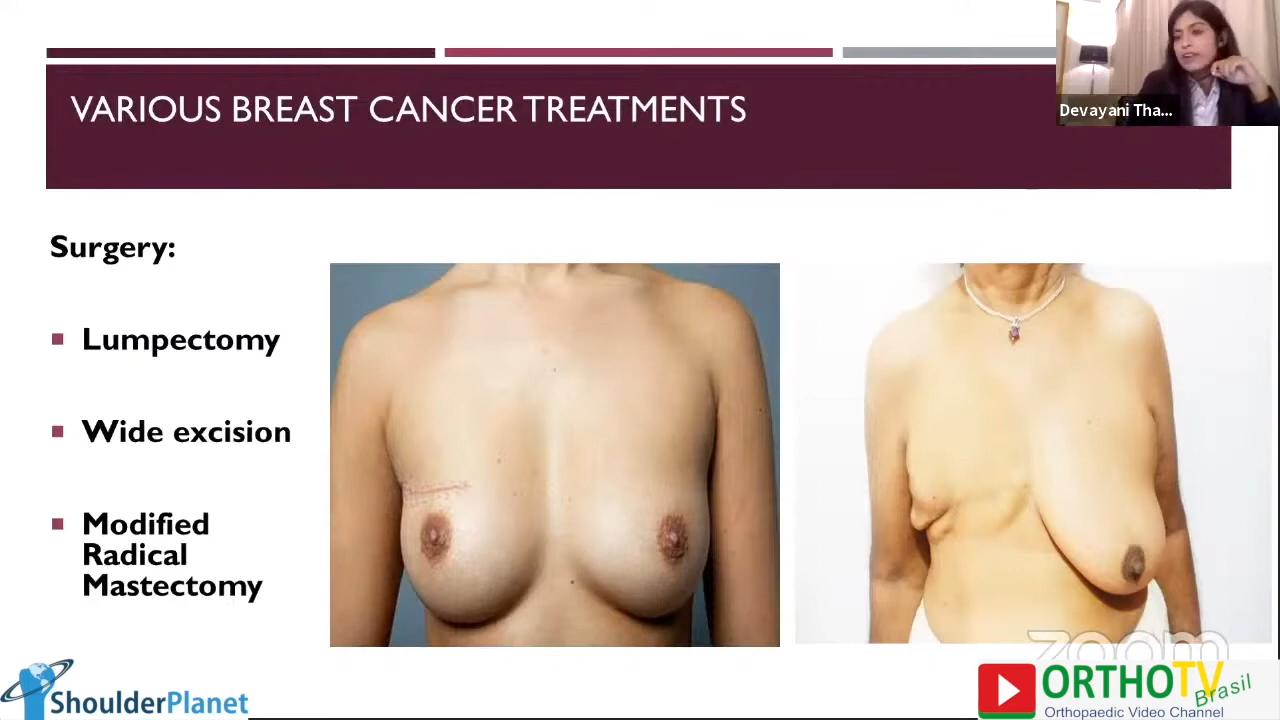 VARIOUS BREAST CANCER TREATMENTS
Devayani Tha...
Surgery:
Lumpectomy
Wide excision
Modified
Radical
Mastectomy
zoom
ShoulderPlanet
ORTHOTV
Brasil
Orthopaedic Video Channel